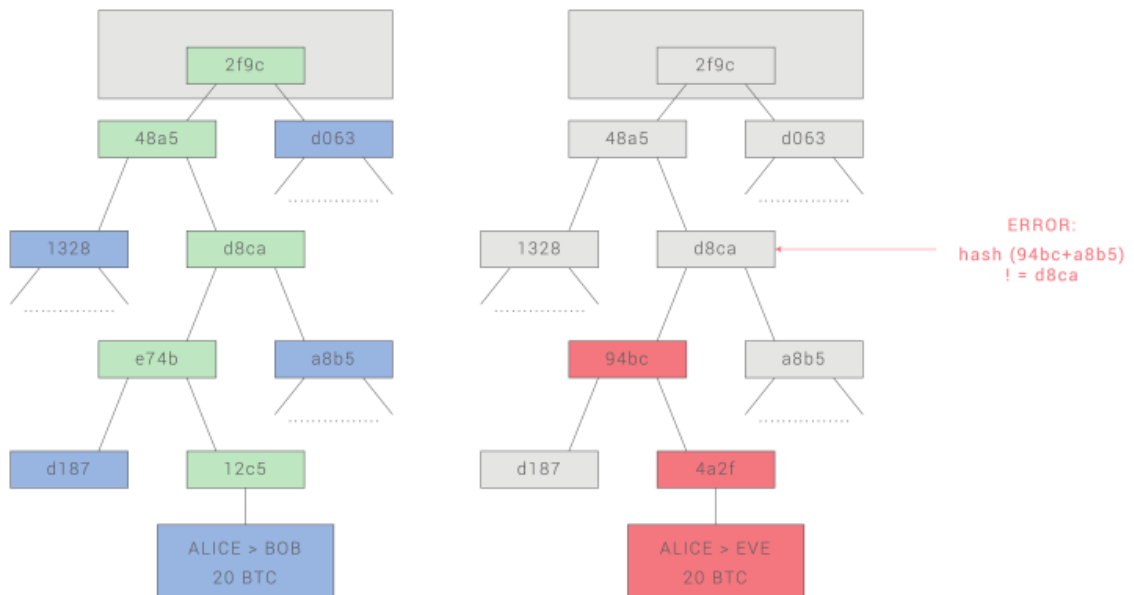 2f9c
48a5
d063
1328
d8ca
e74b
a8b5
d187
12c5
ALICE > BOB
20 BTC
2f9c
48a5
d063
1328
d8ca
94bc
a8b5
d187
4a2f
ALICE > EVE
20 BTC
ERROR:
hash (94bc+a8b5)
! = d8ca